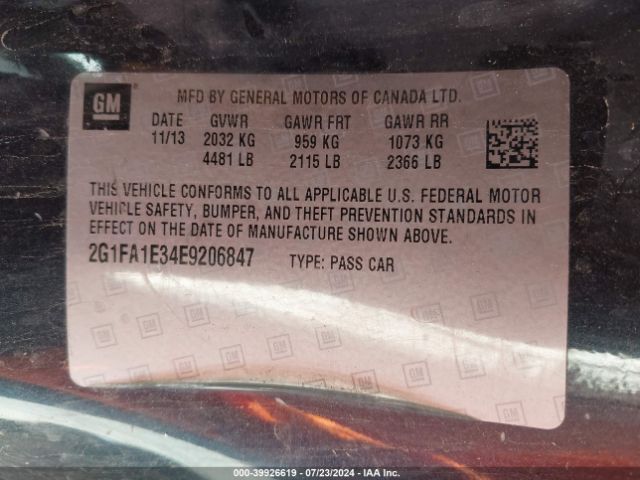 GM MFD BY GENERAL MOTORS OF CANADA LTD.
DATE GVWR GAWR FRT GAWR RR
11/13 2032 KG 959 KG 1073 KG
4481 LB 2115 LB 2366 LB
THIS VEHICLE CONFORMS TO ALL APPLICABLE U.S. FEDERAL MOTOR
VEHICLE SAFETY, BUMPER, AND THEFT PREVENTION STANDARDS IN
EFFECT ON THE DATE OF MANUFACTURE SHOWN ABOVE.
2G1FA1E34E9206847 TYPE: PASS CAR
000-39926619 - 07/23/2024 - IAA Inc.